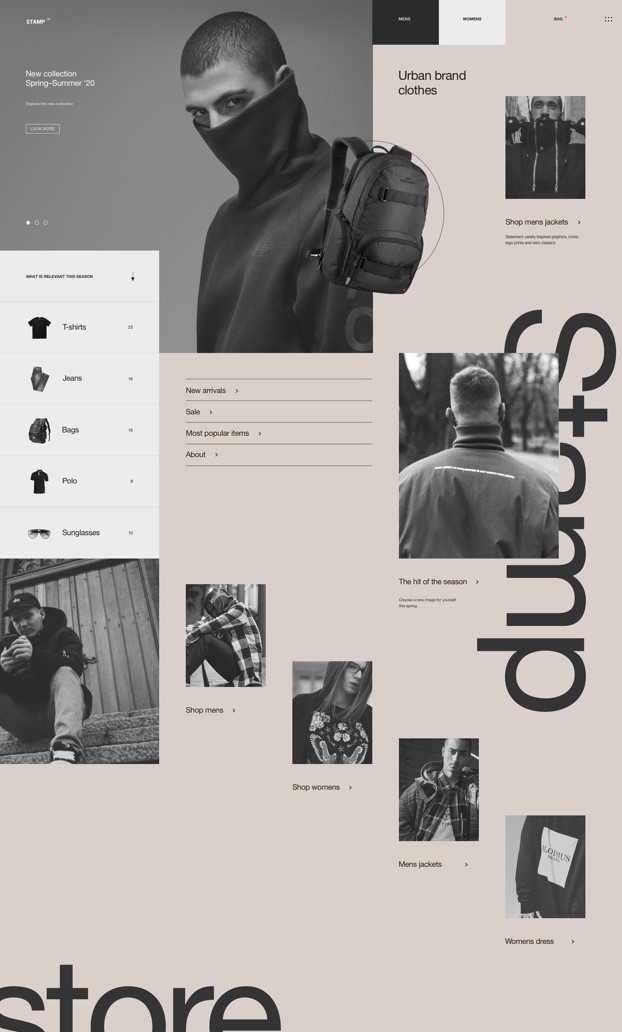 STAMP ™
MENS
WOMENS
BAG
New collection
Spring–Summer '20
Explore the new collection
LOOK MORE
Urban brand
clothes
Shop mens jackets
Statement varsity inspired graphics, iconic
logo prints and retro classics.
WHAT IS RELEVANT THIS SEASON
T-shirts 23
Jeans 16
Bags 16
Polo 8
Sunglasses 10
New arrivals
Sale
Most popular items
About
Stamp
The hit of the season
Choose a new image for yourself
this spring.
Shop mens
Shop womens
Mens jackets
Womens dress
store